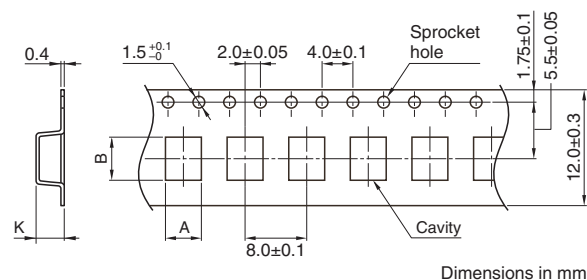 0.4
1.5 +0.1 −0
2.0±0.05
4.0±0.1
Sprocket
hole
1.75±0.1
5.5±0.05
12.0±0.3
B
K
A
8.0±0.1
Cavity
Dimensions in mm